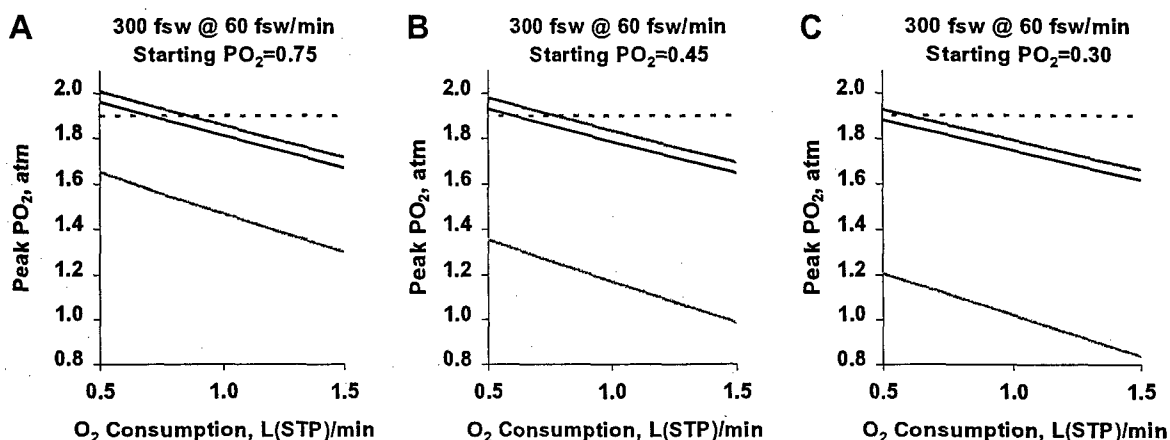 A
300 fsw @ 60 fsw/min
Starting PO₂=0.75
Peak PO₂, atm
2.0
1.8
1.6
1.4
1.2
1.0
0.8
0.5
1.0
1.5
O₂ Consumption, L(STP)/min
B
300 fsw @ 60 fsw/min
Starting PO₂=0.45
Peak PO₂, atm
2.0
1.8
1.6
1.4
1.2
1.0
0.8
0.5
1.0
1.5
O₂ Consumption, L(STP)/min
C
300 fsw @ 60 fsw/min
Starting PO₂=0.30
Peak PO₂, atm
2.0
1.8
1.6
1.4
1.2
1.0
0.8
0.5
1.0
1.5
O₂ Consumption, L(STP)/min